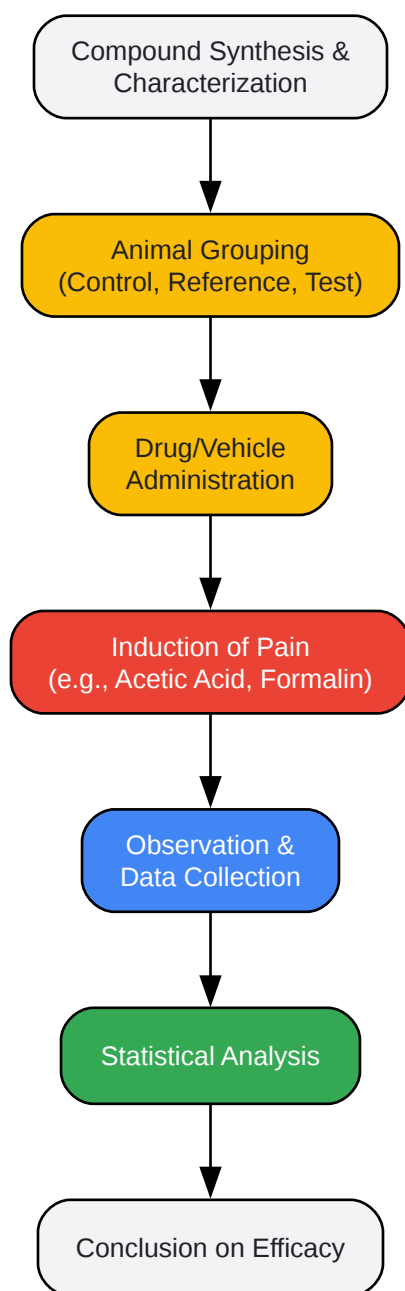 Compound Synthesis &
Characterization
Animal Grouping
(Control, Reference, Test)
Drug/Vehicle
Administration
Induction of Pain
(e.g., Acetic Acid, Formalin)
Observation &
Data Collection
Statistical Analysis
Conclusion on Efficacy